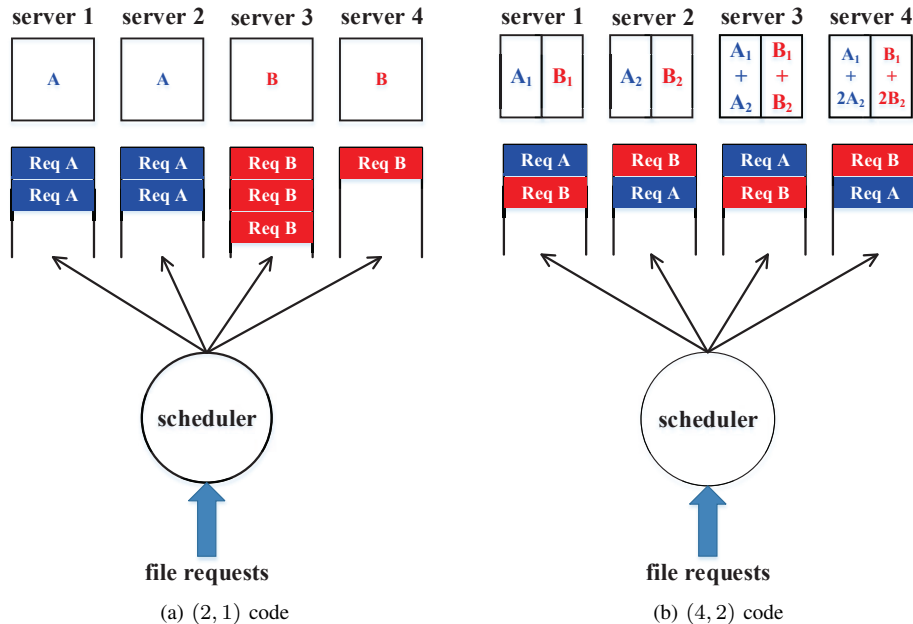 server 1 server 2 server 3 server 4
A A B B
Req A Req A Req B Req B
Req A Req A Req B
Req B
scheduler
file requests
(a) (2, 1) code
server 1 server 2 server 3 server 4
A₁ B₁ A₂ B₂ A₁ + A₂ B₁ + B₂ A₁ + 2A₂ B₁ + 2B₂
Req A Req B Req A Req B
Req B Req A Req B Req A
scheduler
file requests
(b) (4, 2) code